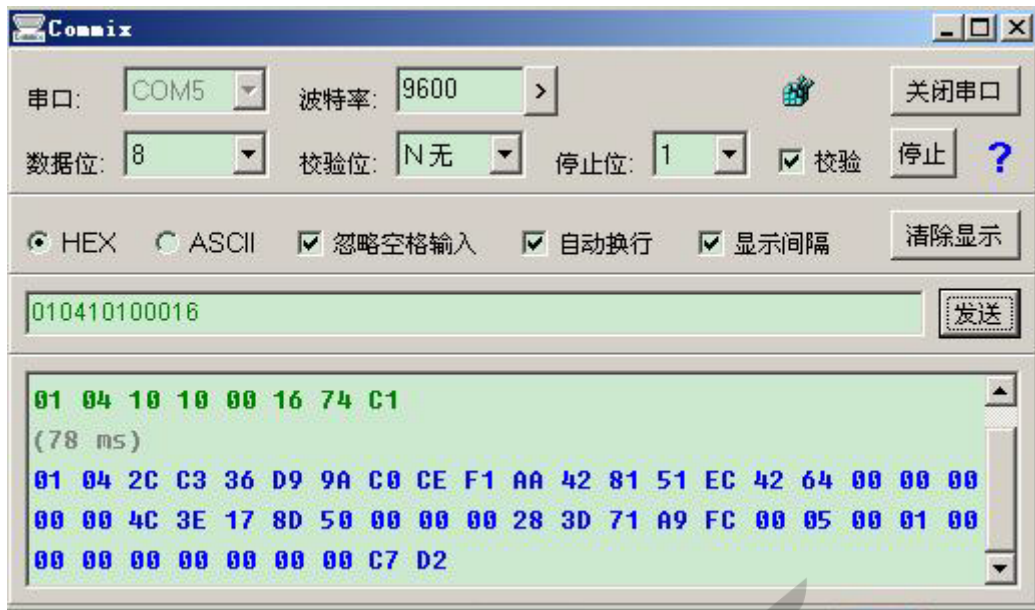 Commix
串口: COM5 波特率: 9600 > 关闭串口
数据位: 8 校验位: N 无 停止位: 1 校验 停止 ?
HEX ASCII 忽略空格输入 自动换行 显示间隔 清除显示
010410100016 发送
01 04 10 10 00 16 74 C1
(78 ms)
01 04 2C C3 36 D9 9A C0 CE F1 AA 42 81 51 EC 42 64 00 00 00
00 00 4C 3E 17 8D 50 00 00 00 28 3D 71 A9 FC 00 05 00 01 00
00 00 00 00 00 00 00 C7 D2